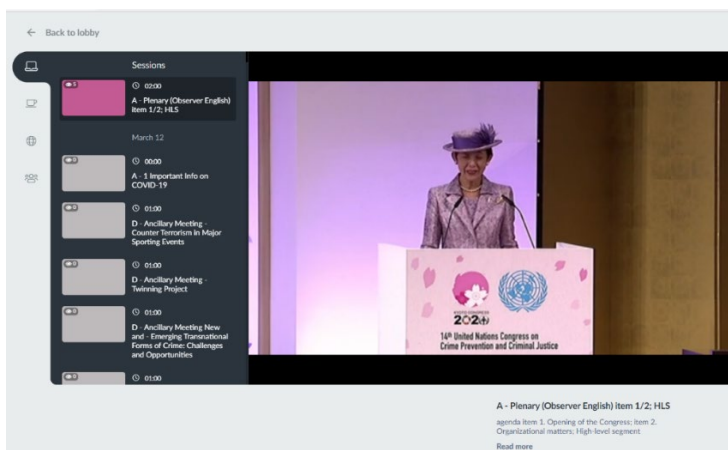 Back to lobby
Sessions
02:00
A - Plenary (Observer English)
item 1/2; HLS
March 12
00:00
A - 1 Important Info on
COVID-19
01:00
D - Ancillary Meeting -
Counter Terrorism in Major
Sporting Events
01:00
D - Ancillary Meeting -
Twinning Project
01:00
D - Ancillary Meeting New
and - Emerging Transnational
Forms of Crime: Challenges
and Opportunities
01:00
KYOTO CONGRESS
2020
14th United Nations Congress on
Crime Prevention and Criminal Justice
A - Plenary (Observer English) item 1/2; HLS
agenda item 1. Opening of the Congress; item 2.
Organizational matters; High-level segment
Read more